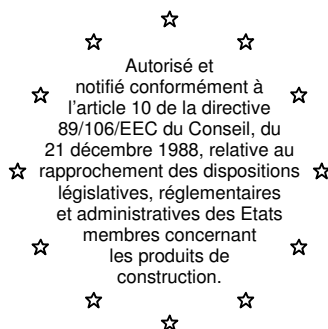 Autorisé et
notifié conformément à
l'article 10 de la directive
89/106/EEC du Conseil, du
21 décembre 1988, relative au
rapprochement des dispositions
législatives, réglementaires
et administratives des Etats
membres concernant
les produits de
construction.